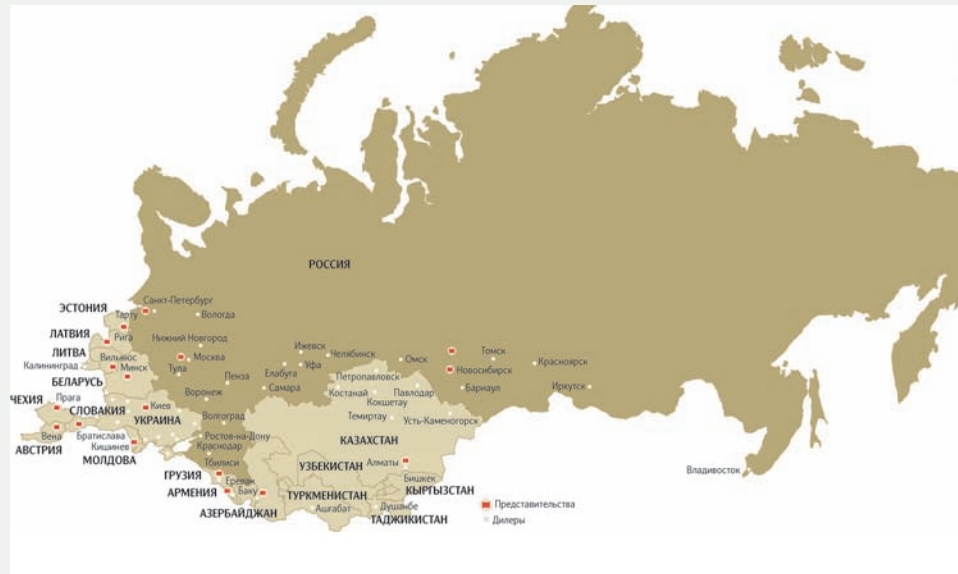 РОССИЯ
ЭСТОНИЯ
Санкт-Петербург
Тарту
Вологда
ЛАТВИЯ
Рига
Нижний Новгород
ЛИТВА
Вильнюс
Москва
Ижевск
Челябинск
Омск
Томск
Красноярск
Калининград
Минск
Тула
Елабуга
Уфа
Петропавловск
Новосибирск
БЕЛАРУСЬ
Пенза
Самара
Костанай
Павлодар
Барнаул
Иркутск
ЧЕХИЯ
Прага
Воронеж
Кокшетау
СЛОВАКИЯ
Киев
Волгоград
Темиртау
Усть-Каменогорск
УКРАИНА
Вена
Братислава
Ростов-на-Дону
КАЗАХСТАН
АВСТРИЯ
Кишинев
Краснодар
МОЛДОВА
Тбилиси
УЗБЕКИСТАН
Алматы
Владивосток
ГРУЗИЯ
Ереван
Бишкек
АРМЕНИЯ
Баку
ТУРКМЕНИСТАН
КЫРГЫЗСТАН
АЗЕРБАЙДЖАН
Ашгабат
Душанбе
ТАДЖИКИСТАН
Представительства
Дилеры